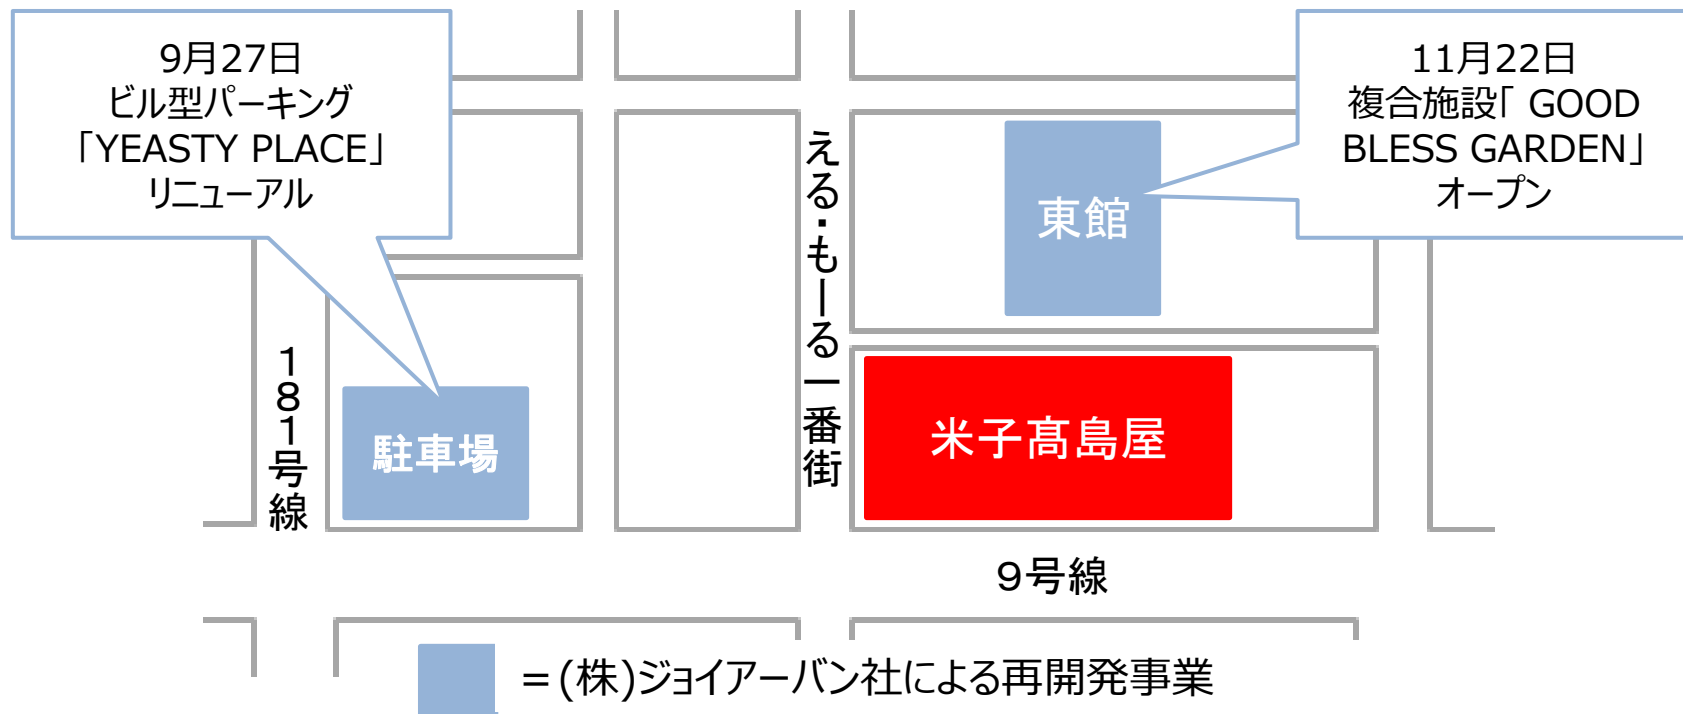 9月27日
ビル型パーキング
「YEASTY PLACE」
リニューアル
11月22日
複合施設「 GOOD
BLESS GARDEN」
オープン
える・もーる一番街
東館
181号線
駐車場
米子髙島屋
9号線
=(株)ジョイアーバン社による再開発事業